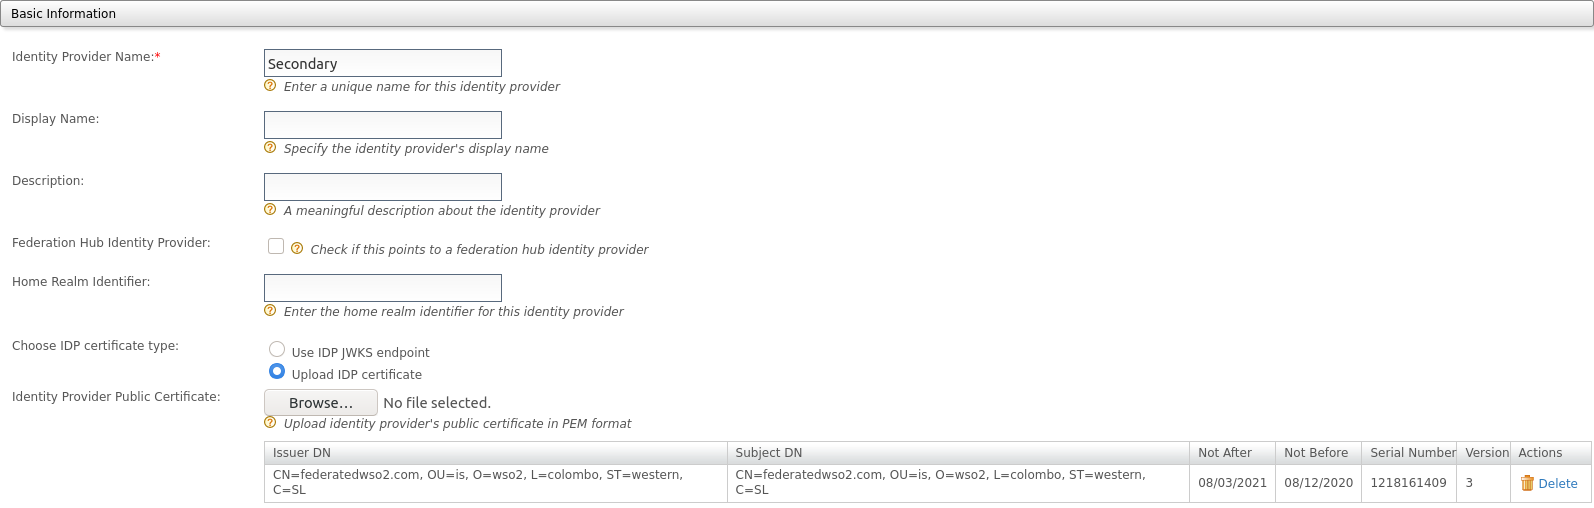 Basic Information
Identity Provider Name:*
Secondary
Enter a unique name for this identity provider
Display Name:
Specify the identity provider's display name
Description:
A meaningful description about the identity provider
Federation Hub Identity Provider:
Check if this points to a federation hub identity provider
Home Realm Identifier:
Enter the home realm identifier for this identity provider
Choose IDP certificate type:
Use IDP JWKS endpoint
Upload IDP certificate
Identity Provider Public Certificate:
Browse... No file selected.
Upload identity provider's public certificate in PEM format
Issuer DN Subject DN Not After Not Before Serial Number Version Actions
CN=federatedwso2.com, OU=is, O=wso2, L=colombo, ST=western,
C=SL
CN=federatedwso2.com, OU=is, O=wso2, L=colombo, ST=western,
C=SL
08/03/2021 08/12/2020 1218161409 3 Delete